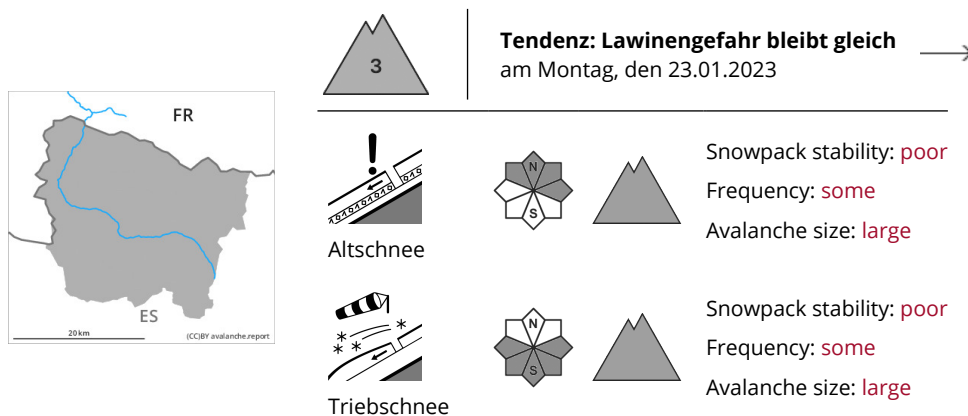 3
Tendenz: Lawinengefahr bleibt gleich
am Montag, den 23.01.2023
FR
ES
20 km
(CC)BY avalanche.report
N
S
Altschnee
Snowpack stability: poor
Frequency: some
Avalanche size: large
N
S
Triebschnee
Snowpack stability: poor
Frequency: some
Avalanche size: large